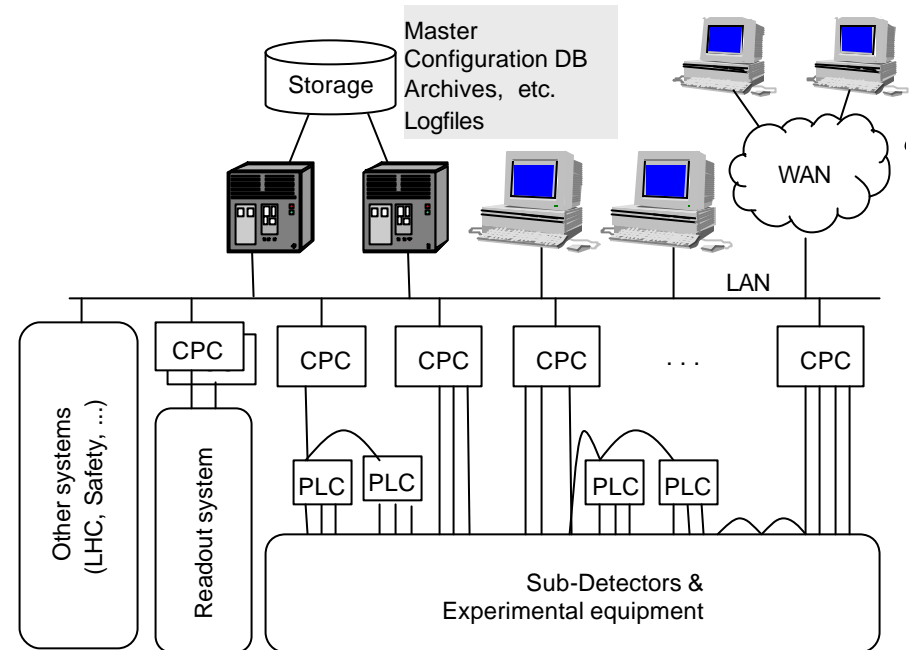 Storage
Master
Configuration DB
Archives, etc.
Logfiles
WAN
LAN
CPC
CPC
CPC
CPC
. . .
CPC
Other systems
(LHC, Safety, ...)
Readout system
PLC
PLC
PLC
PLC
Sub-Detectors &
Experimental equipment